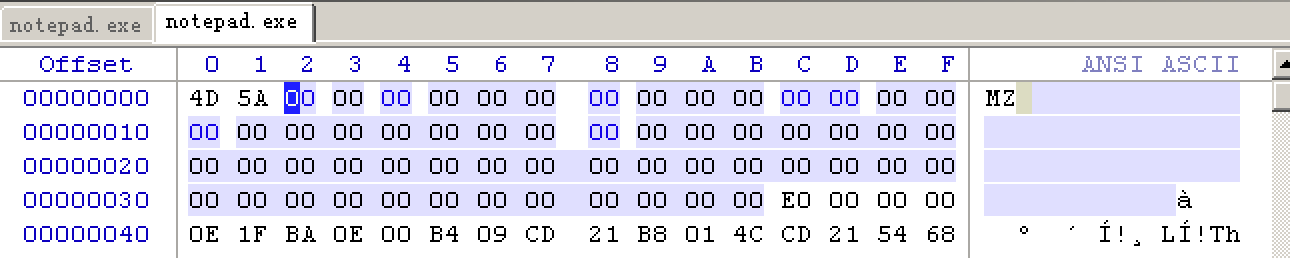 notepad.exe notepad.exe
Offset 0 1 2 3 4 5 6 7 8 9 A B C D E F ANSI ASCII
00000000 4D 5A 00 00 00 00 00 00 00 00 00 00 00 00 00 00 MZ
00000010 00 00 00 00 00 00 00 00 00 00 00 00 00 00 00 00
00000020 00 00 00 00 00 00 00 00 00 00 00 00 00 00 00 00
00000030 00 00 00 00 00 00 00 00 00 00 00 00 E0 00 00 00 à
00000040 0E 1F BA 0E 00 B4 09 CD 21 B8 01 4C CD 21 54 68 º ´ Í!¸ LÍ!Th